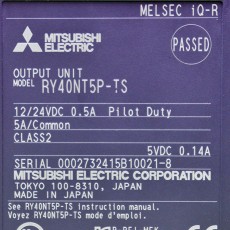 MELSEC iQ-R
MITSUBISHI
ELECTRIC
PASSED
OUTPUT UNIT
MODEL RY40NT5P-TS
12/24VDC 0.5A Pilot Duty
5A/Common
CLASS2
5VDC 0.14A
SERIAL 0002732415B10021-8
MITSUBISHI ELECTRIC CORPORATION
TOKYO 100-8310, JAPAN
MADE IN JAPAN
See RY40NT5P-TS instruction manual.
Voyez RY40NT5P-TS mode d'emploi.